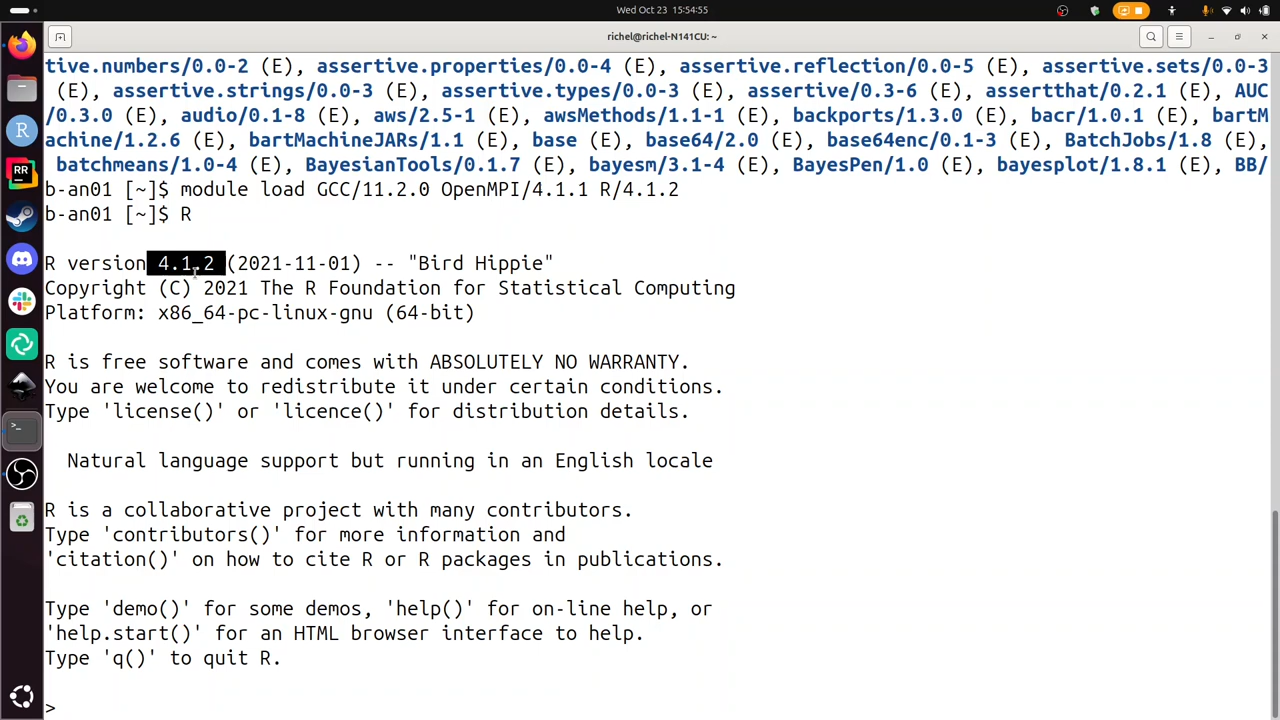 Wed Oct 23 15:54:55
richel@richel-N141CU: ~
tive.numbers/0.0-2 (E), assertive.properties/0.0-4 (E), assertive.reflection/0.0-5 (E), assertive.sets/0.0-3
(E), assertive.strings/0.0-3 (E), assertive.types/0.0-3 (E), assertive/0.3-6 (E), assertthat/0.2.1 (E), AUC
/0.3.0 (E), audio/0.1-8 (E), aws/2.5-1 (E), awsMethods/1.1-1 (E), backports/1.3.0 (E), bacr/1.0.1 (E), bartM
achine/1.2.6 (E), bartMachineJARs/1.1 (E), base (E), base64/2.0 (E), base64enc/0.1-3 (E), BatchJobs/1.8 (E),
batchmeans/1.0-4 (E), BayesianTools/0.1.7 (E), bayesm/3.1-4 (E), BayesPen/1.0 (E), bayesplot/1.8.1 (E), BB/
b-an01 [~]$ module load GCC/11.2.0 OpenMPI/4.1.1 R/4.1.2
b-an01 [~]$ R
R version 4.1.2 (2021-11-01) -- "Bird Hippie"
Copyright (C) 2021 The R Foundation for Statistical Computing
Platform: x86_64-pc-linux-gnu (64-bit)
R is free software and comes with ABSOLUTELY NO WARRANTY.
You are welcome to redistribute it under certain conditions.
Type 'license()' or 'licence()' for distribution details.
Natural language support but running in an English locale
R is a collaborative project with many contributors.
Type 'contributors()' for more information and
'citation()' on how to cite R or R packages in publications.
Type 'demo()' for some demos, 'help()' for on-line help, or
'help.start()' for an HTML browser interface to help.
Type 'q()' to quit R.
>